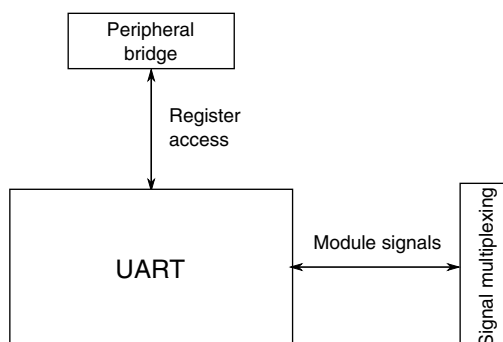 Peripheral
bridge
Register
access
UART
Module signals
Signal multiplexing